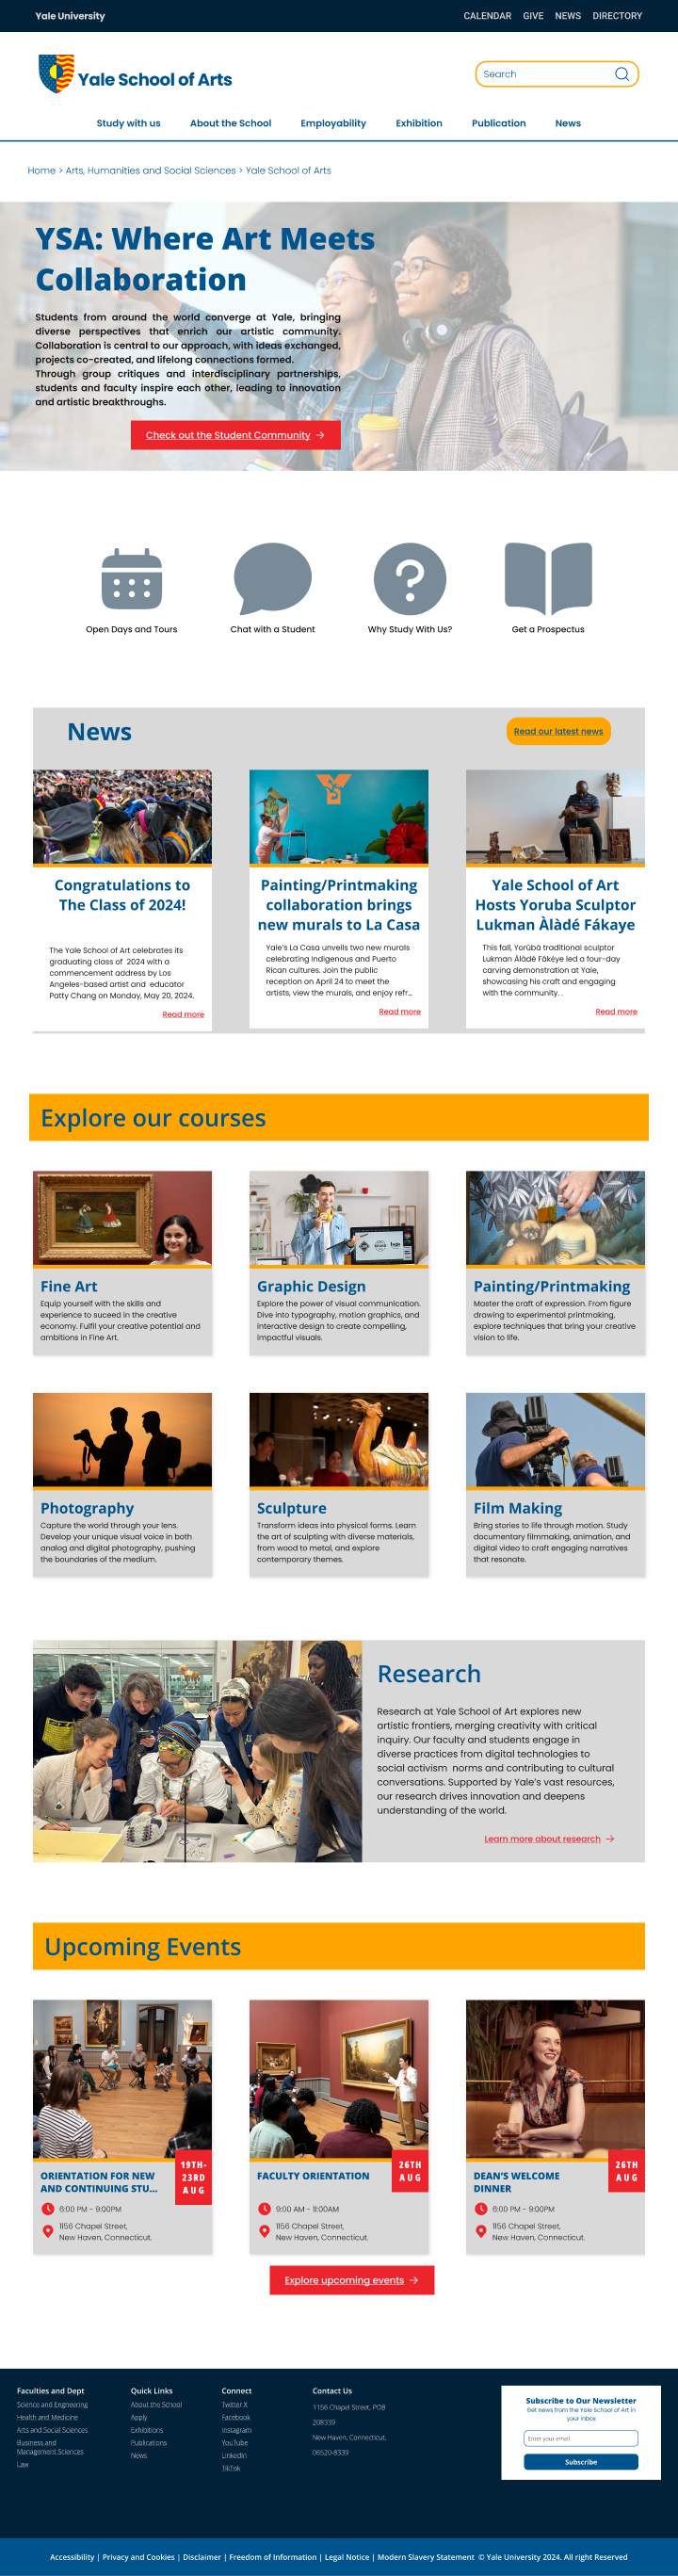 Yale University
CALENDAR GIVE NEWS DIRECTORY
Yale School of Arts
Search
Study with us About the School Employability Exhibition Publication News
Home > Arts, Humanities and Social Sciences > Yale School of Arts
YSA: Where Art Meets
Collaboration
Students from around the world converge at Yale, bringing
diverse perspectives that enrich our artistic community.
Collaboration is central to our approach, with ideas exchanged,
projects co-created, and lifelong connections formed.
Through group critiques and interdisciplinary partnerships,
students and faculty inspire each other, leading to innovation
and artistic breakthroughs.
Check out the Student Community →
Open Days and Tours
Chat with a Student
Why Study With Us?
Get a Prospectus
News
Read our latest news
Congratulations to
The Class of 2024!
The Yale School of Art celebrates its
graduating class of 2024 with a
commencement address by Los
Angeles-based artist and educator
Patty Chang on Monday, May 20, 2024.
Read more
Painting/Printmaking
collaboration brings
new murals to La Casa
Yale's La Casa unveils two new murals
celebrating Indigenous and Puerto
Rican cultures. Join the public
reception on April 24 to meet the
artists, view the murals, and enjoy refr...
Read more
Yale School of Art
Hosts Yoruba Sculptor
Lukman Àlàdé Fákaye
This fall, Yorùbá traditional sculptor
Lukman Àlàdé Fákéye led a four-day
carving demonstration at Yale,
showcasing his craft and engaging
with the community. .
Read more
Explore our courses
Fine Art
Equip yourself with the skills and
experience to suceed in the creative
economy. Fulfil your creative potential and
ambitions in Fine Art.
Graphic Design
Explore the power of visual communication.
Dive into typography, motion graphics, and
interactive design to create compelling,
impactful visuals.
Painting/Printmaking
Master the craft of expression. From figure
drawing to experimental printmaking,
explore techniques that bring your creative
vision to life.
Photography
Capture the world through your lens.
Develop your unique visual voice in both
analog and digital photography, pushing
the boundaries of the medium.
Sculpture
Transform ideas into physical forms. Learn
the art of sculpting with diverse materials,
from wood to metal, and explore
contemporary themes.
Film Making
Bring stories to life through motion. Study
documentary filmmaking, animation, and
digital video to craft engaging narratives
that resonate.
Research
Research at Yale School of Art explores new
artistic frontiers, merging creativity with critical
inquiry. Our faculty and students engage in
diverse practices from digital technologies to
social activism norms and contributing to cultural
conversations. Supported by Yale's vast resources,
our research drives innovation and deepens
understanding of the world.
Learn more about research →
Upcoming Events
19TH-
23RD
AUG
ORIENTATION FOR NEW
AND CONTINUING STU...
6:00 PM - 9:00PM
1156 Chapel Street,
New Haven, Connecticut.
26TH
AUG
FACULTY ORIENTATION
9:00 AM - 11:00AM
1156 Chapel Street,
New Haven, Connecticut.
26TH
AUG
DEAN'S WELCOME
DINNER
6:00 PM - 9:00PM
1156 Chapel Street,
New Haven, Connecticut.
Explore upcoming events →
Faculties and Dept
Science and Engineering
Health and Medicine
Arts and Social Sciences
Business and
Management Sciences
Law
Quick Links
About the School
Apply
Exhibitions
Publications
News
Connect
Twitter X
Facebook
Instagram
YouTube
Linkedin
TikTok
Contact Us
1156 Chapel Street, POB
208339
New Haven, Connecticut.
06520-8339
Subscribe to Our Newsletter
Get news from the Yale School of Art in
your inbox
Enter your email
Subscribe
Accessibility | Privacy and Cookies | Disclaimer | Freedom of Information | Legal Notice | Modern Slavery Statement © Yale University 2024. All right Reserved